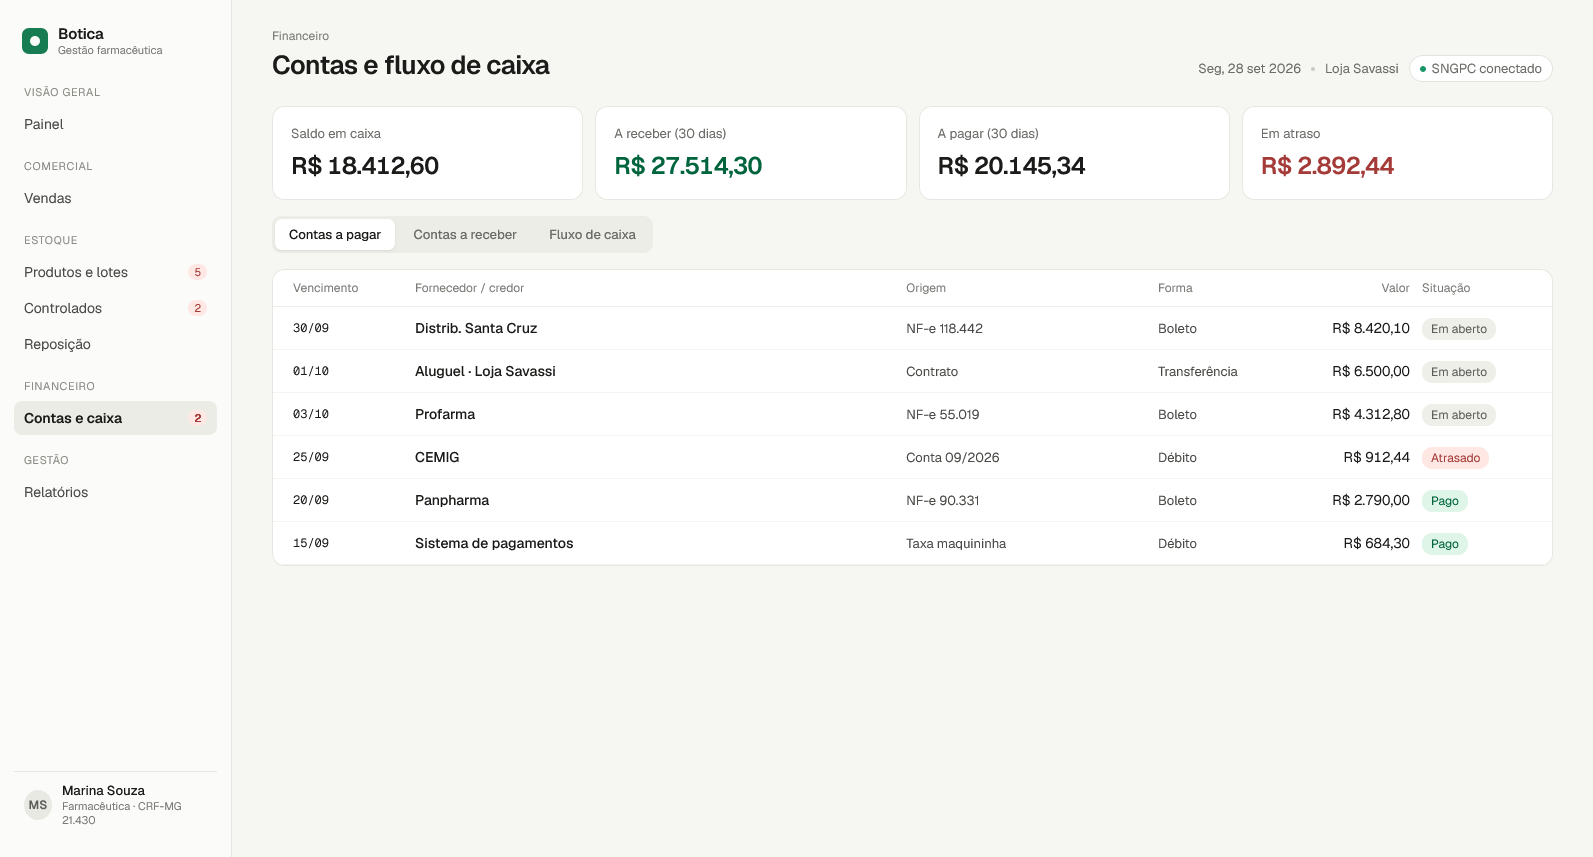 Botica
Gestão farmacêutica
VISÃO GERAL
Painel
COMERCIAL
Vendas
ESTOQUE
Produtos e lotes 5
Controlados 2
Reposição
FINANCEIRO
Contas e caixa 2
GESTÃO
Relatórios
MS
Marina Souza
Farmacêutica · CRF-MG
21.430
Financeiro
Contas e fluxo de caixa
Seg, 28 set 2026 • Loja Savassi SNGPC conectado
Saldo em caixa
R$ 18.412,60
A receber (30 dias)
R$ 27.514,30
A pagar (30 dias)
R$ 20.145,34
Em atraso
R$ 2.892,44
Contas a pagar Contas a receber Fluxo de caixa
Vencimento Fornecedor / credor Origem Forma Valor Situação
30/09 Distrib. Santa Cruz NF-e 118.442 Boleto R$ 8.420,10 Em aberto
01/10 Aluguel · Loja Savassi Contrato Transferência R$ 6.500,00 Em aberto
03/10 Profarma NF-e 55.019 Boleto R$ 4.312,80 Em aberto
25/09 CEMIG Conta 09/2026 Débito R$ 912,44 Atrasado
20/09 Panpharma NF-e 90.331 Boleto R$ 2.790,00 Pago
15/09 Sistema de pagamentos Taxa maquininha Débito R$ 684,30 Pago